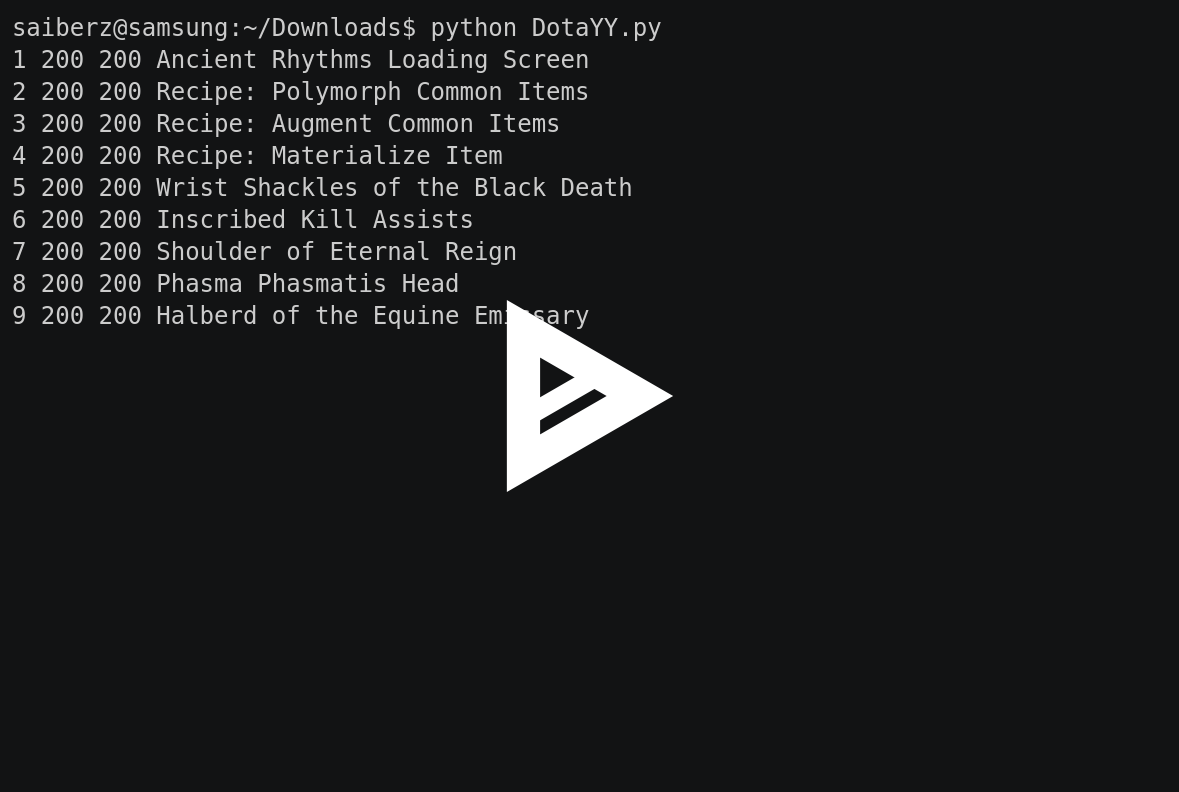 saiberz@samsung:~/Downloads$ python DotaYY.py
1 200 200 Ancient Rhythms Loading Screen
2 200 200 Recipe: Polymorph Common Items
3 200 200 Recipe: Augment Common Items
4 200 200 Recipe: Materialize Item
5 200 200 Wrist Shackles of the Black Death
6 200 200 Inscribed Kill Assists
7 200 200 Shoulder of Eternal Reign
8 200 200 Phasma Phasmatis Head
9 200 200 Halberd of the Equine Emissary